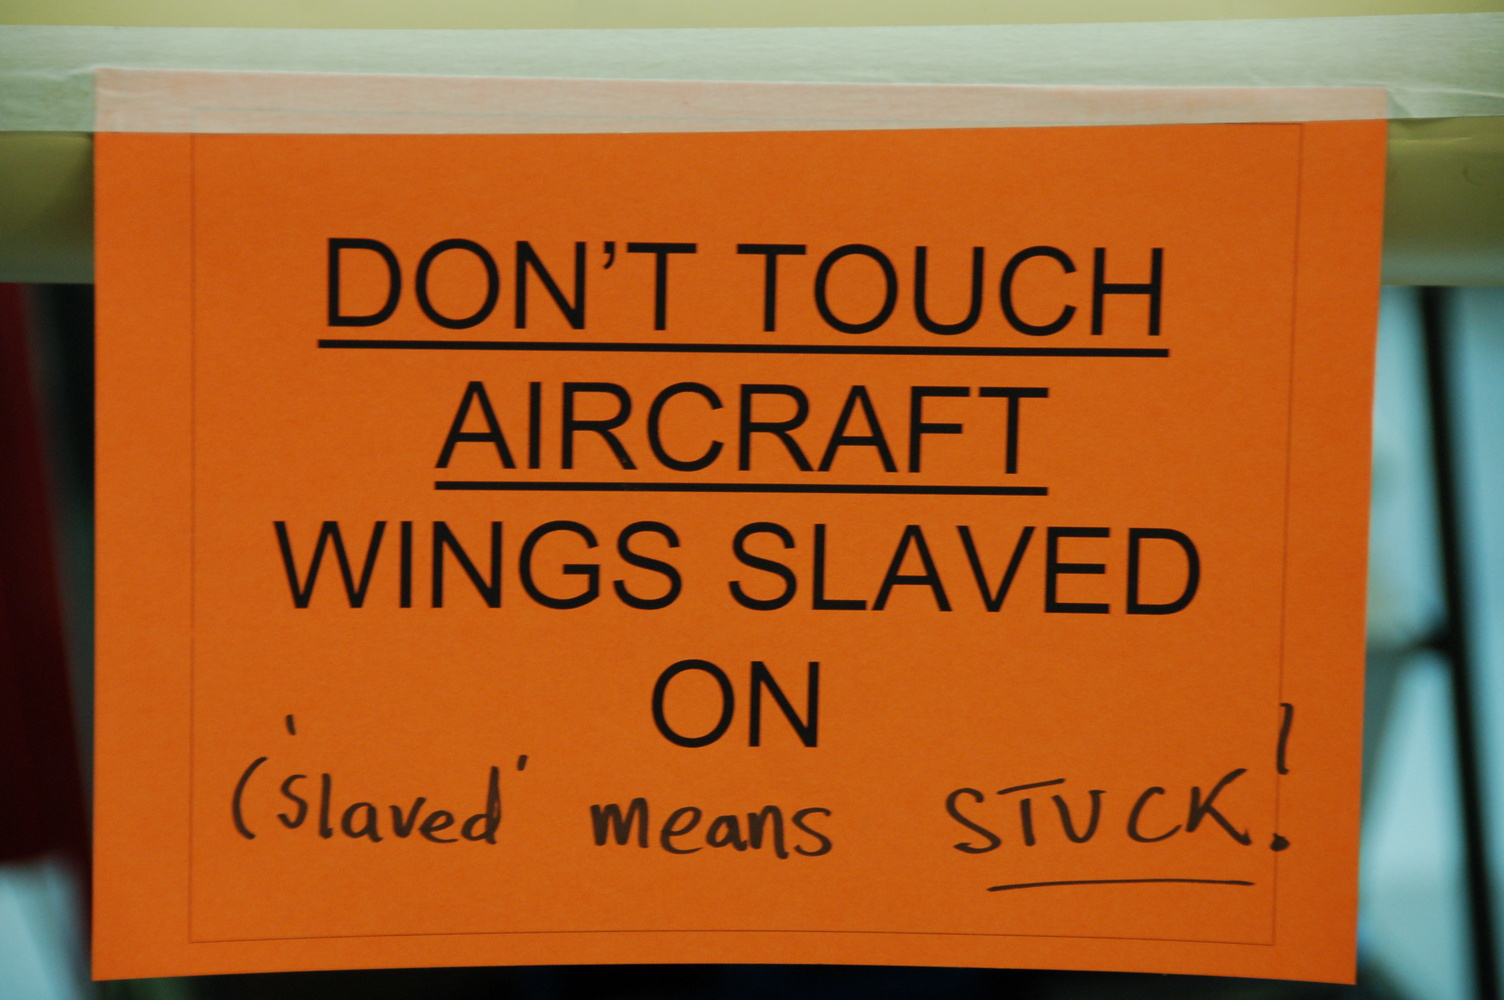 DON'T TOUCH
AIRCRAFT
WINGS SLAVED
ON
('slaved' means STUCK!